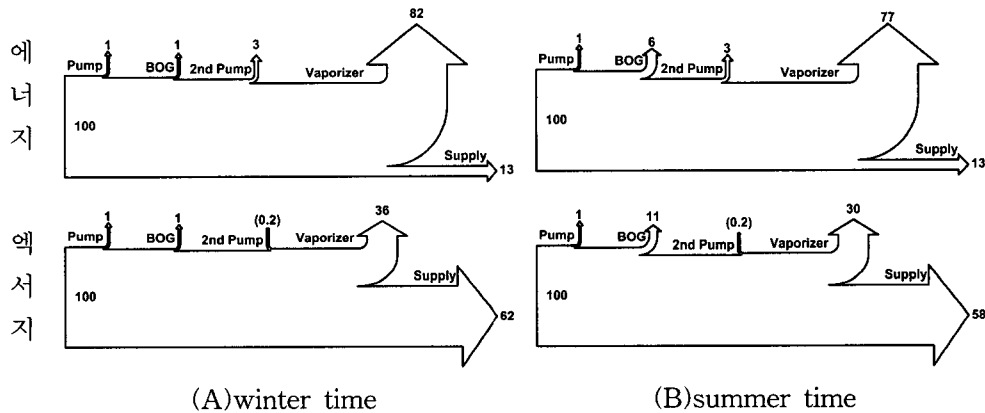 에
너
지
82
1
1
3
Pump
BOG
2nd Pump
Vaporizer
100
Supply
13
77
1
6
3
Pump
BOG
2nd Pump
Vaporizer
100
Supply
13
엑
서
지
36
1
1
(0.2)
Pump
BOG
2nd Pump
Vaporizer
Supply
100
62
30
1
11
(0.2)
Pump
BOG
2nd Pump
Vaporizer
Supply
100
58
(A)winter time
(B)summer time